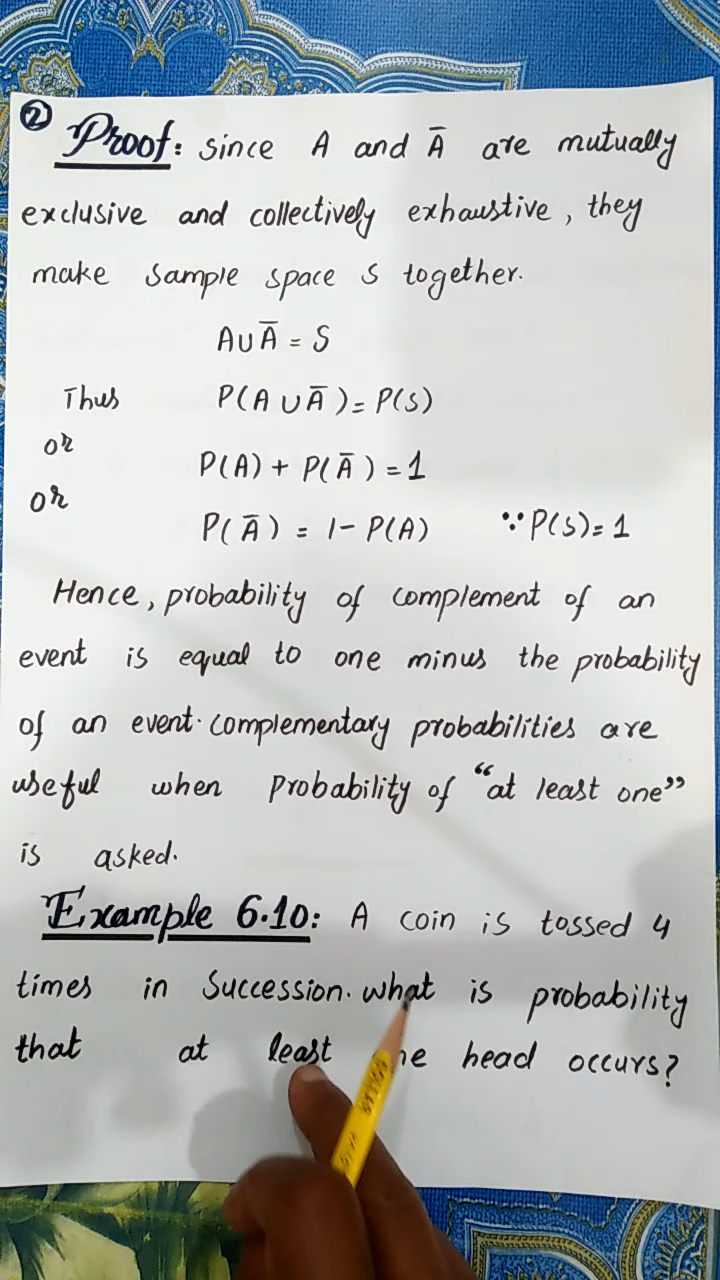 ② Proof: Since A and Ā are mutually
exclusive and collectively exhaustive, they
make sample space S together.
A∪Ā = S
Thus P(A ∪ Ā) = P(S)
or
P(A) + P(Ā) = 1
or
P(Ā) = 1 - P(A) ∵ P(S) = 1
Hence, probability of complement of an
event is equal to one minus the probability
of an event. complementary probabilities are
useful when Probability of “at least one”
is asked.
Example 6.10: A coin is tossed 4
times in Succession. what is probability
that at least head occurs?